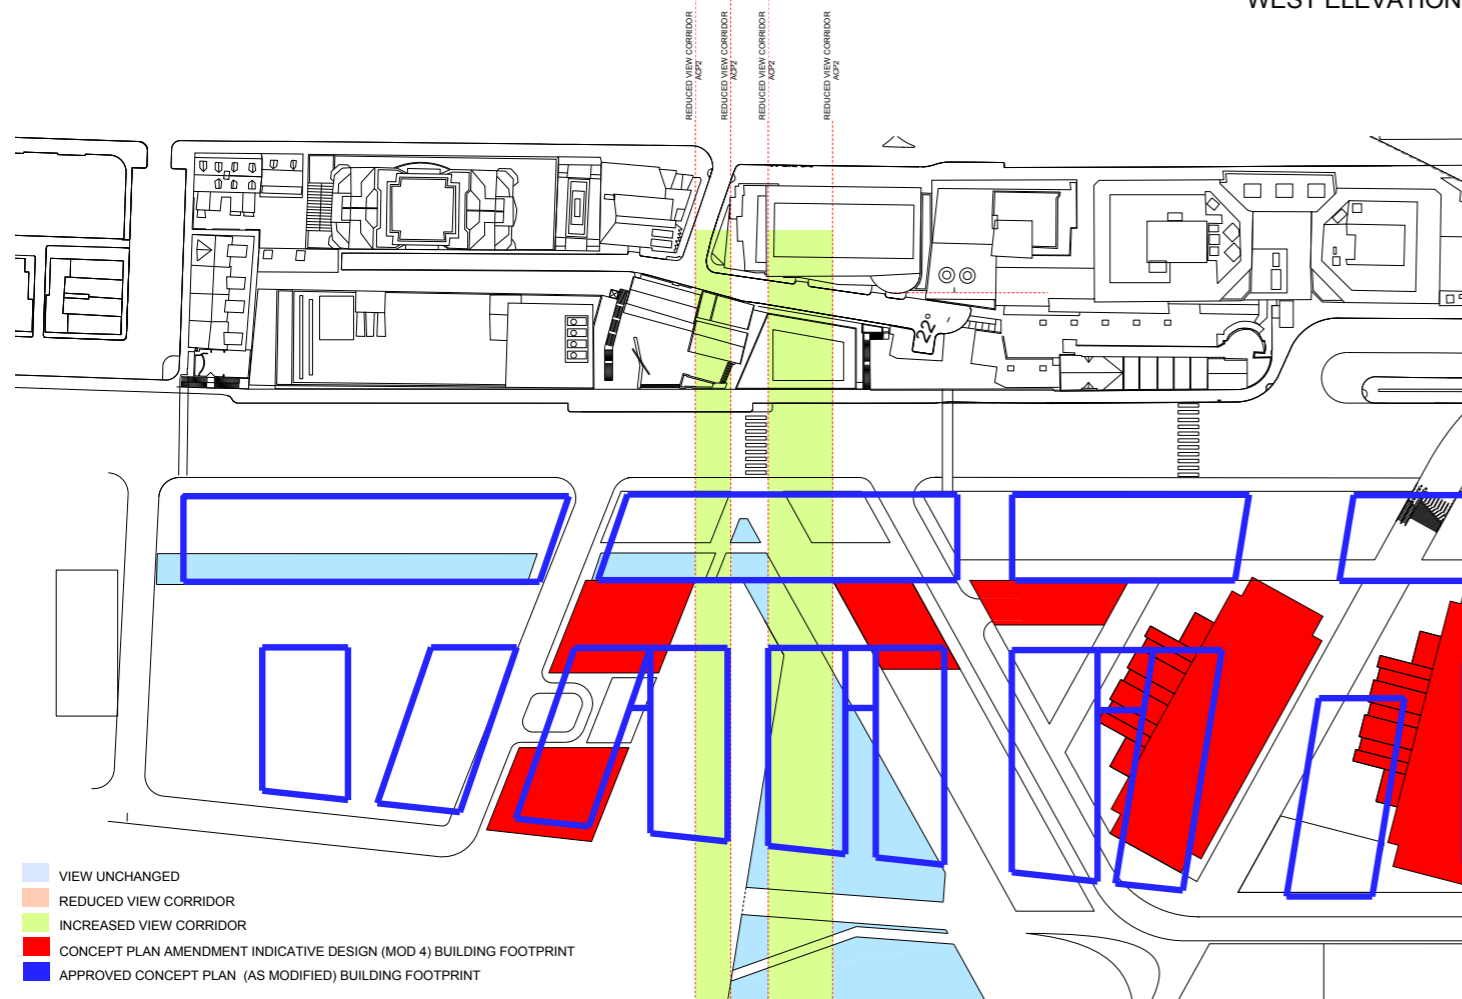 WEST ELEVATION
REDUCED VIEW CORRIDOR
ACP2
REDUCED VIEW CORRIDOR
ACP2
REDUCED VIEW CORRIDOR
ACP2
REDUCED VIEW CORRIDOR
ACP2
22°
VIEW UNCHANGED
REDUCED VIEW CORRIDOR
INCREASED VIEW CORRIDOR
CONCEPT PLAN AMENDMENT INDICATIVE DESIGN (MOD 4) BUILDING FOOTPRINT
APPROVED CONCEPT PLAN (AS MODIFIED) BUILDING FOOTPRINT